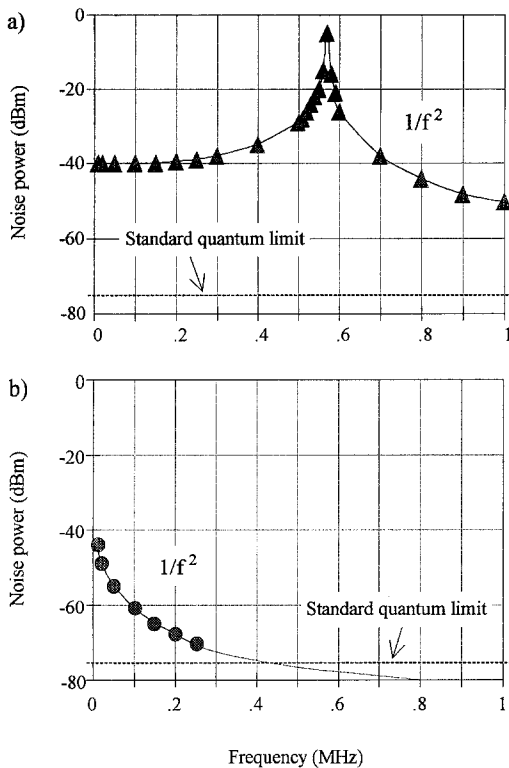 a)
0
-20
-40
-60
-80
Noise power (dBm)
1/f 2
Standard quantum limit
0 .2 .4 .6 .8 1
b)
0
-20
-40
-60
-80
Noise power (dBm)
1/f 2
Standard quantum limit
0 .2 .4 .6 .8 1
Frequency (MHz)